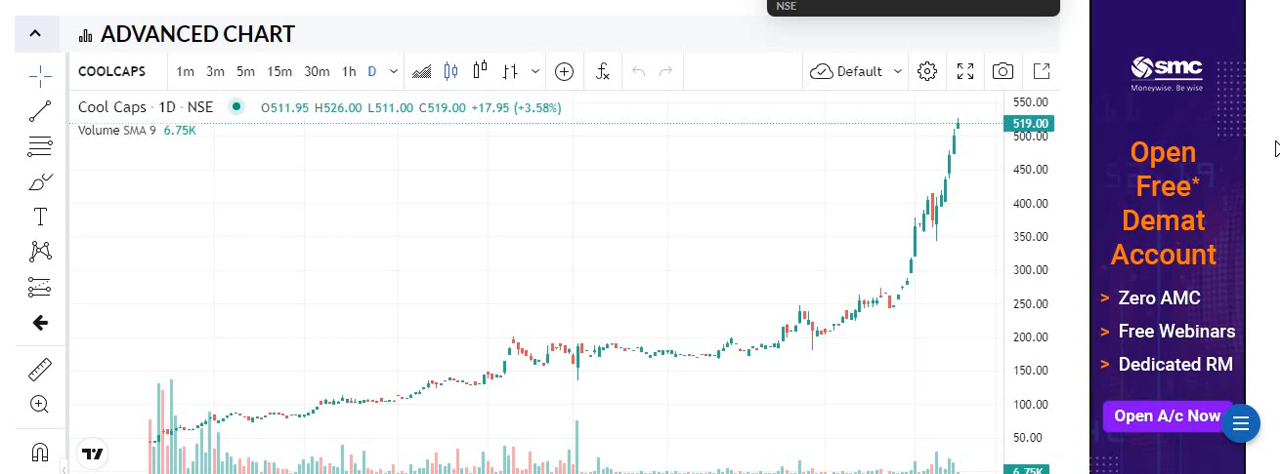 NSE
ADVANCED CHART
COOLCAPS 1m 3m 5m 15m 30m 1h D Default
Cool Caps · 1D · NSE O511.95 H526.00 L511.00 C519.00 +17.95 (+3.58%)
Volume SMA 9 6.75K
550.00
519.00
500.00
450.00
400.00
350.00
300.00
250.00
200.00
150.00
100.00
50.00
6.75K
smc
Moneywise. Be wise
Open
Free*
Demat
Account
> Zero AMC
> Free Webinars
> Dedicated RM
Open A/c Now